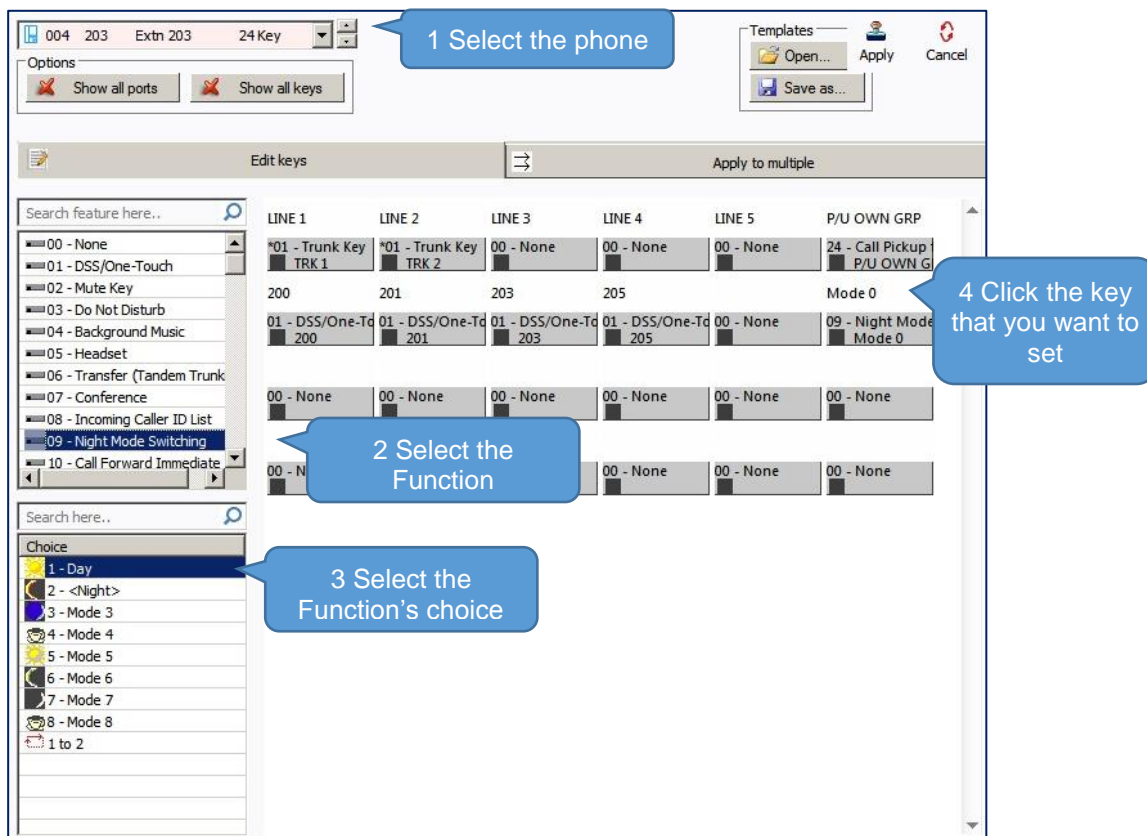 004 203 Extn 203 24 Key
1 Select the phone
Templates
Open...
Apply
Cancel
Options
Show all ports
Show all keys
Save as...
Edit keys
Apply to multiple
Search feature here..
00 - None
01 - DSS/One-Touch
02 - Mute Key
03 - Do Not Disturb
04 - Background Music
05 - Headset
06 - Transfer (Tandem Trunk
07 - Conference
08 - Incoming Caller ID List
09 - Night Mode Switching
10 - Call Forward Immediate
LINE 1 LINE 2 LINE 3 LINE 4 LINE 5 P/U OWN GRP
*01 - Trunk Key *01 - Trunk Key 00 - None 00 - None 00 - None 24 - Call Pickup
TRK 1 TRK 2 P/U OWN G
200 201 203 205 Mode 0
01 - DSS/One-To 01 - DSS/One-To 01 - DSS/One-To 01 - DSS/One-To 00 - None 09 - Night Mode
200 201 203 205 Mode 0
4 Click the key
that you want to
set
00 - None 00 - None 00 - None 00 - None 00 - None 00 - None
2 Select the
Function
00 - N 00 - None 00 - None 00 - None
Search here..
Choice
1 - Day
2 - <Night>
3 - Mode 3
4 - Mode 4
5 - Mode 5
6 - Mode 6
7 - Mode 7
8 - Mode 8
1 to 2
3 Select the
Function's choice